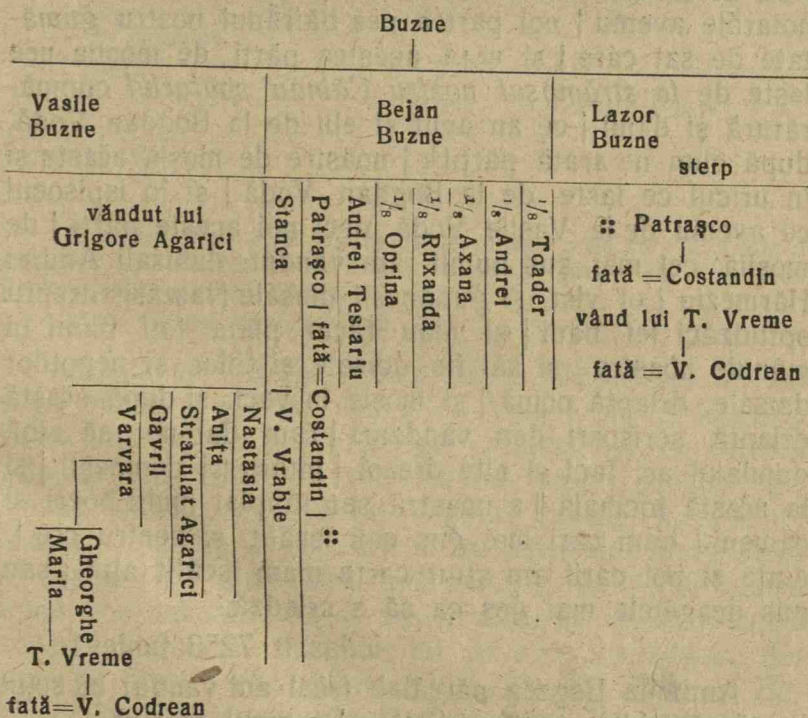 Buzne
Vasile
Buzne
Bejan
Buzne
Lazor
Buzne
sterp
văndut lui
Grigore Agarici
Stanca
| V. Vrabie
Patrașco | fată=Costandin | ::
Andrei Teslariu
1/8 Oprina
1/8 Ruxanda
1/8 Axana
1/8 Andrei
1/8 Toader
:: Patrașco
|
fată = Costandin
vând lui T. Vreme
|
fată = V. Codrean
Varvara
Gavril
Stratulat Agarici
Anița
Nastasia
Gheorghe
Maria
T. Vreme
|
fată=V. Codrean